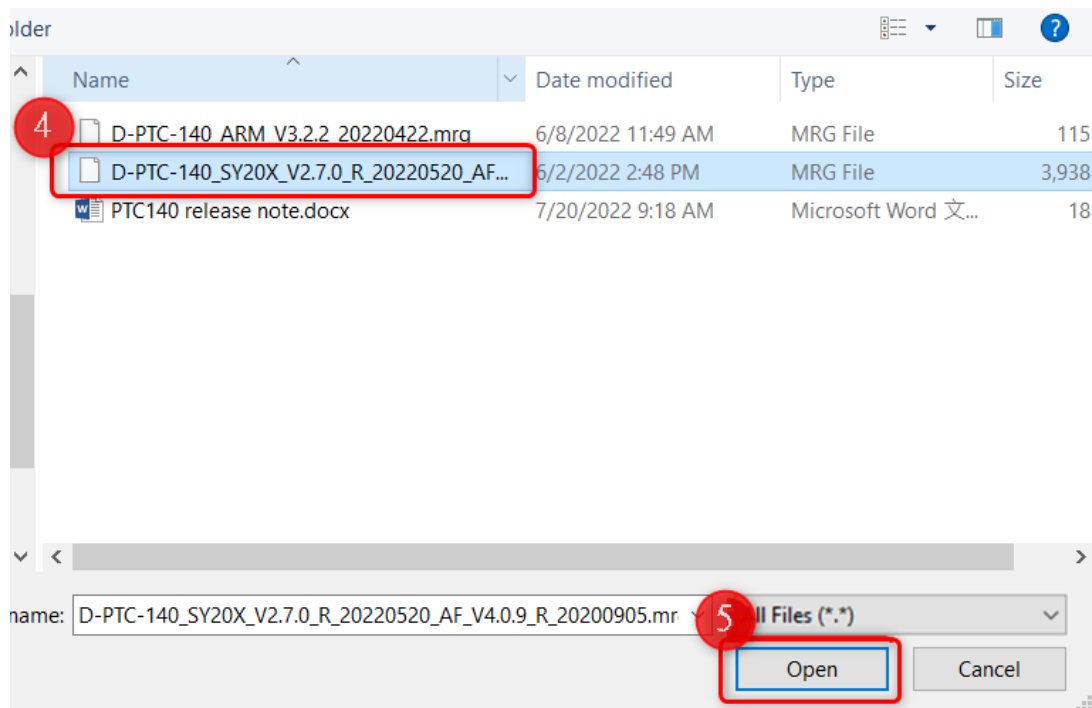 older
Name Date modified Type Size
4
D-PTC-140_ARM_V3.2.2_20220422.mrg 6/8/2022 11:49 AM MRG File 115
D-PTC-140_SY20X_V2.7.0_R_20220520_AF... 6/2/2022 2:48 PM MRG File 3,938
PTC140 release note.docx 7/20/2022 9:18 AM Microsoft Word 文... 18
name: D-PTC-140_SY20X_V2.7.0_R_20220520_AF_V4.0.9_R_20200905.mr 5 All Files (*.*)
Open Cancel